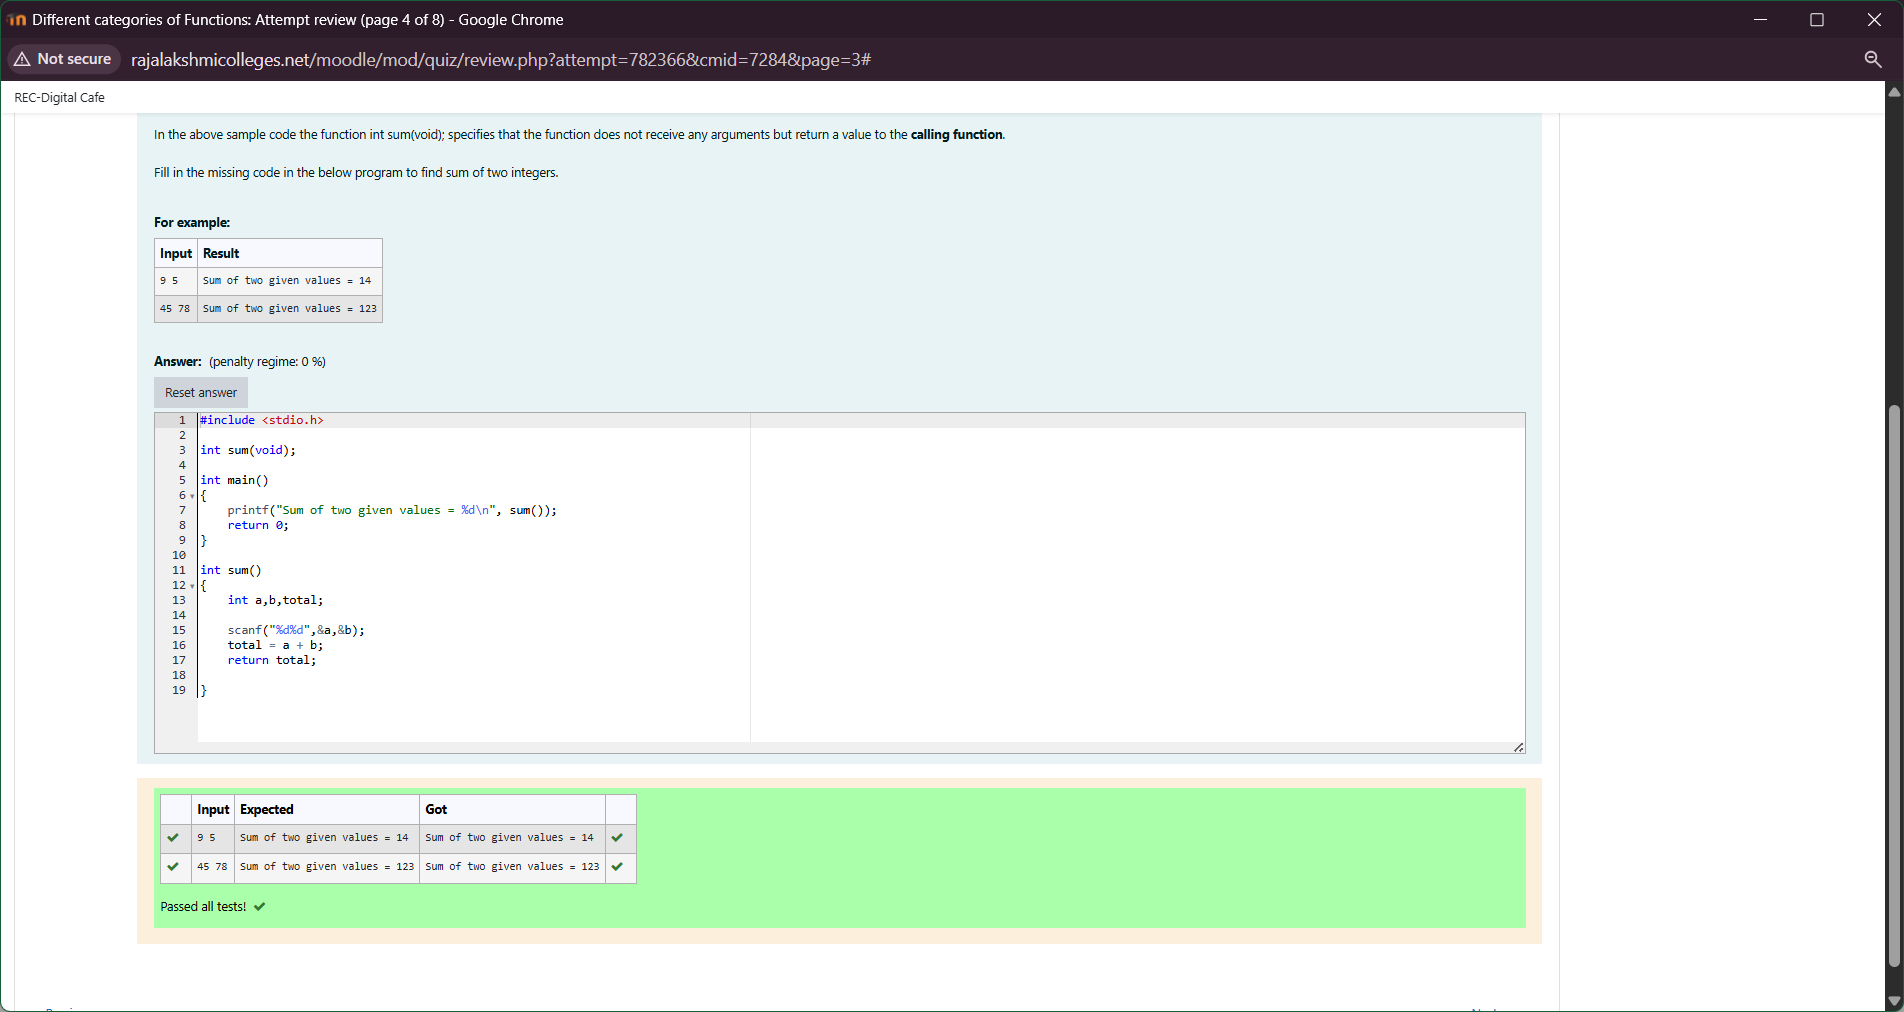 Different categories of Functions: Attempt review (page 4 of 8) - Google Chrome
Not secure rajalakshmicolleges.net/moodle/mod/quiz/review.php?attempt=782366&cmid=7284&page=3#
REC-Digital Cafe
In the above sample code the function int sum(void); specifies that the function does not receive any arguments but return a value to the calling function.
Fill in the missing code in the below program to find sum of two integers.
For example:
Input Result
9 5 Sum of two given values = 14
45 78 Sum of two given values = 123
Answer: (penalty regime: 0 %)
Reset answer
1 #include <stdio.h>
2
3 int sum(void);
4
5 int main()
6 {
7 printf("Sum of two given values = %d\n", sum());
8 return 0;
9 }
10
11 int sum()
12 {
13 int a,b,total;
14
15 scanf("%d%d",&a,&b);
16 total = a + b;
17 return total;
18
19 }
Input Expected Got
9 5 Sum of two given values = 14 Sum of two given values = 14
45 78 Sum of two given values = 123 Sum of two given values = 123
Passed all tests!